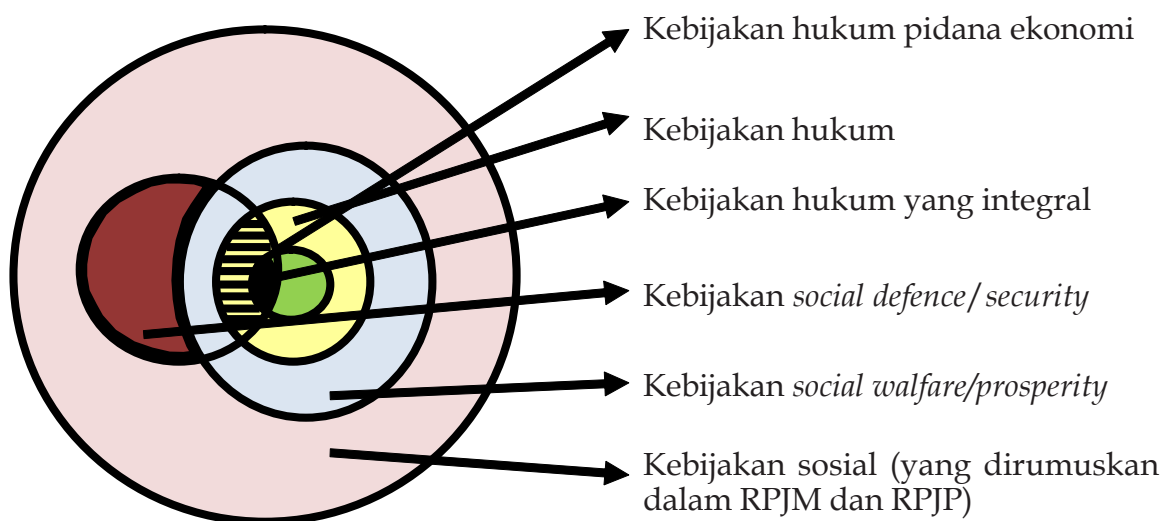 Kebijakan hukum pidana ekonomi
Kebijakan hukum
Kebijakan hukum yang integral
Kebijakan social defence/security
Kebijakan social walfare/prosperity
Kebijakan sosial (yang dirumuskan
dalam RPJM dan RPJP)